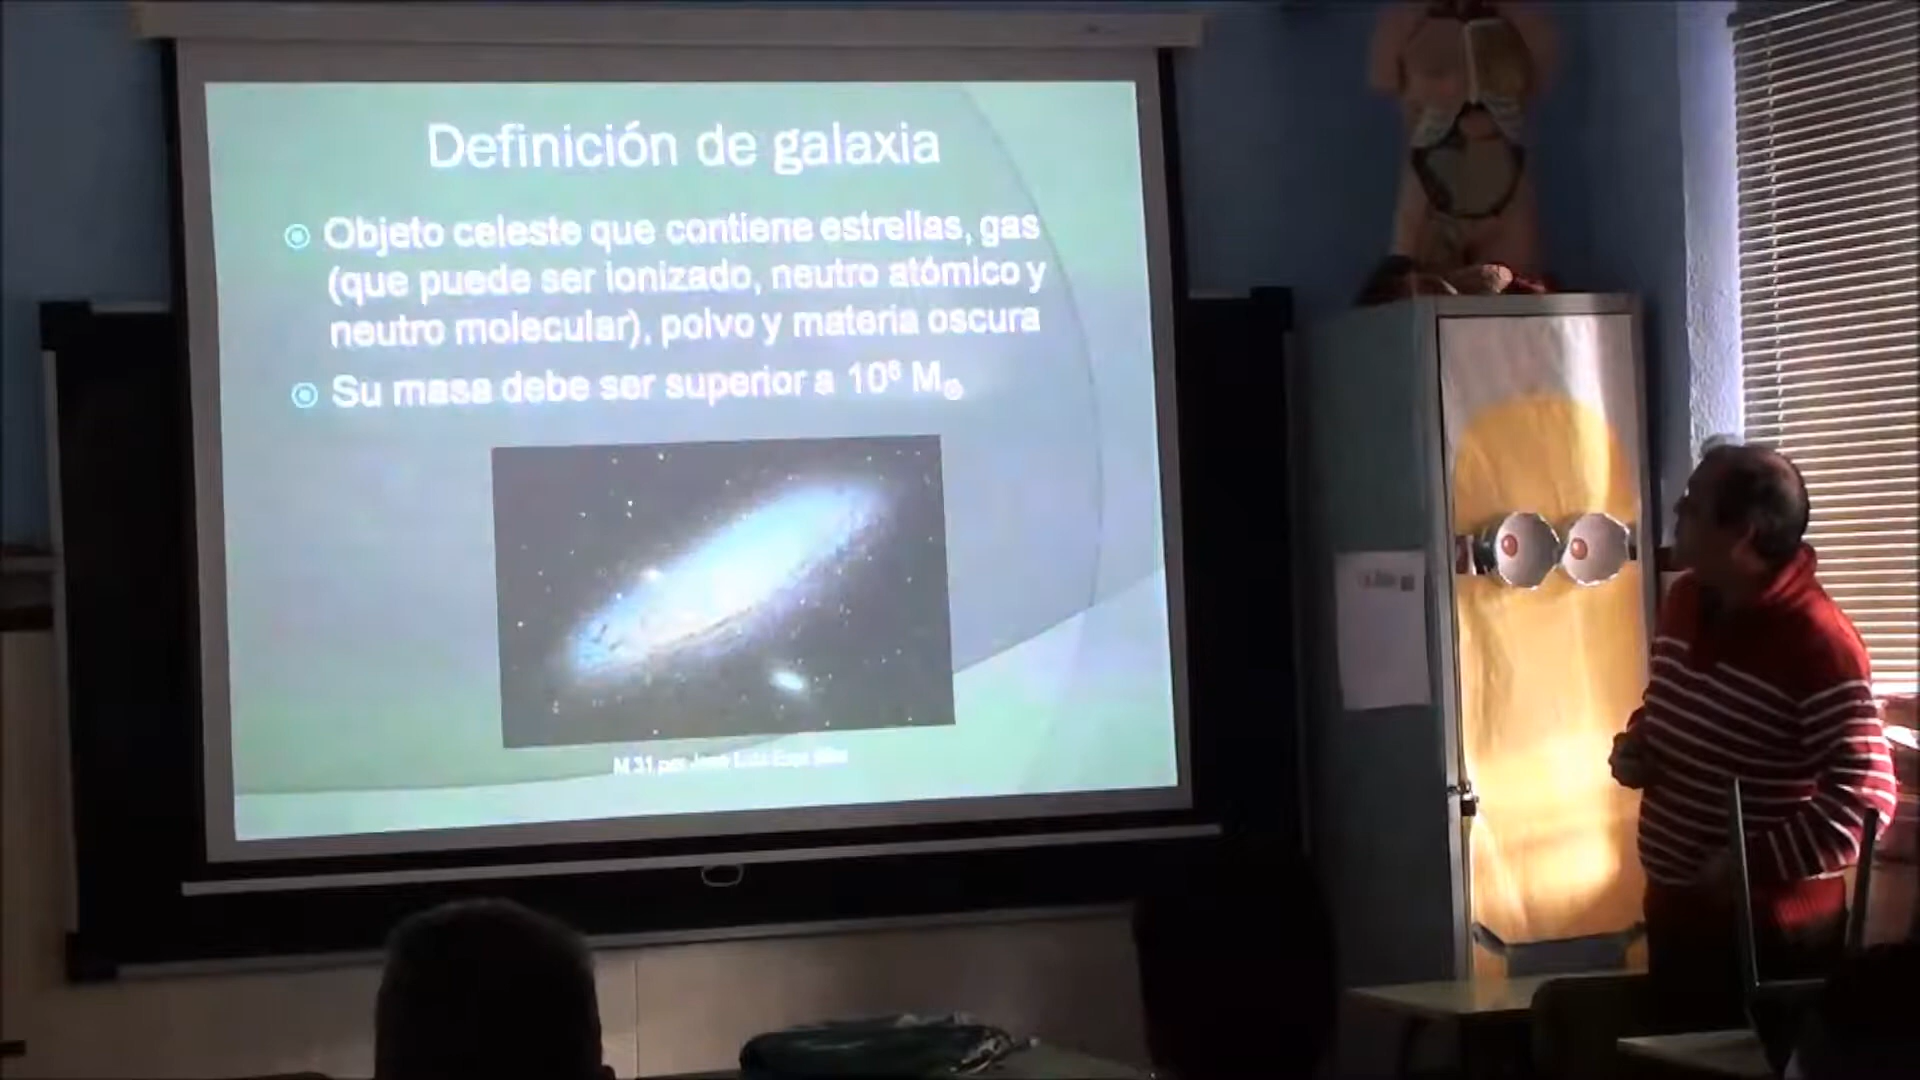 Definición de galaxia
Objeto celeste que contiene estrellas, gas
(que puede ser ionizado, neutro atómico y
neutro molecular), polvo y materia oscura
Su masa debe ser superior a 10⁶ M⊙
M 31 por